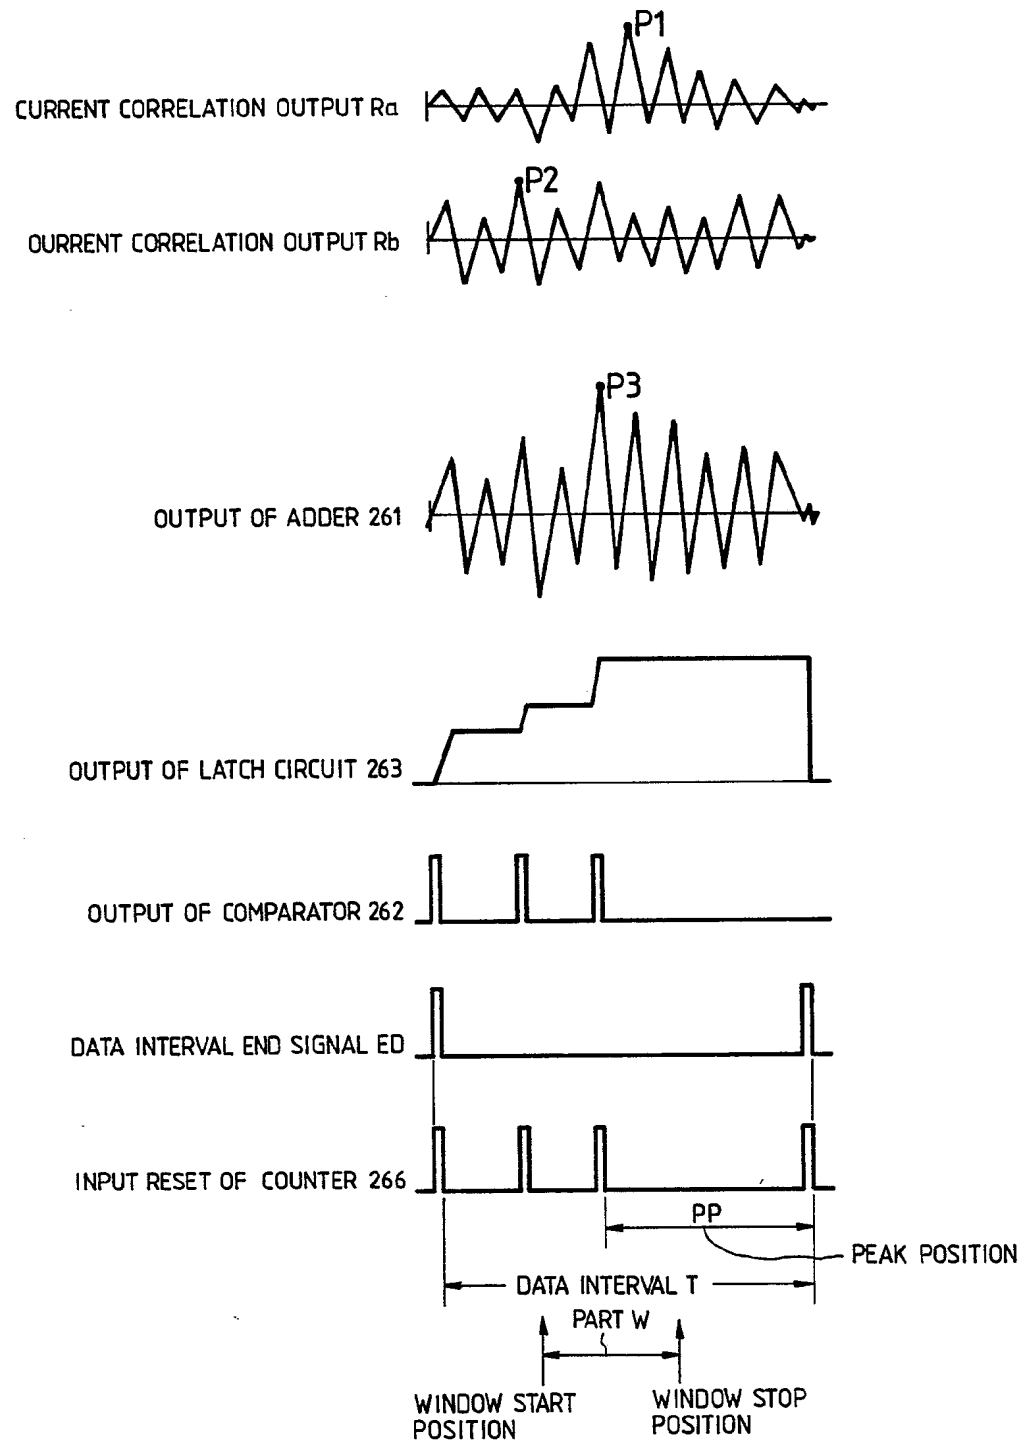 P1
CURRENT CORRELATION OUTPUT Ra
P2
OURRENT CORRELATION OUTPUT Rb
P3
OUTPUT OF ADDER 261
OUTPUT OF LATCH CIRCUIT 263
OUTPUT OF COMPARATOR 262
DATA INTERVAL END SIGNAL ED
INPUT RESET OF COUNTER 266
PP
PEAK POSITION
DATA INTERVAL T
PART W
WINDOW START
POSITION
WINDOW STOP
POSITION